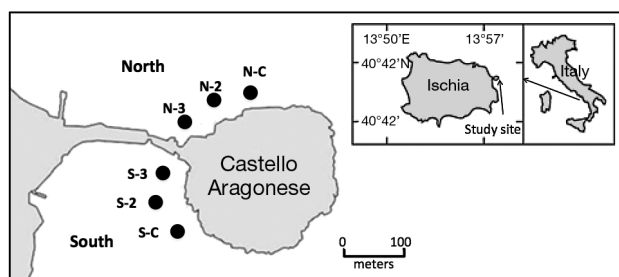 North
N-C
N-2
N-3
S-3
S-2
S-C
South
Castello
Aragonese
0 100
meters
13°50'E 13°57'
40°42'N
40°42'
Ischia
Study site
Italy